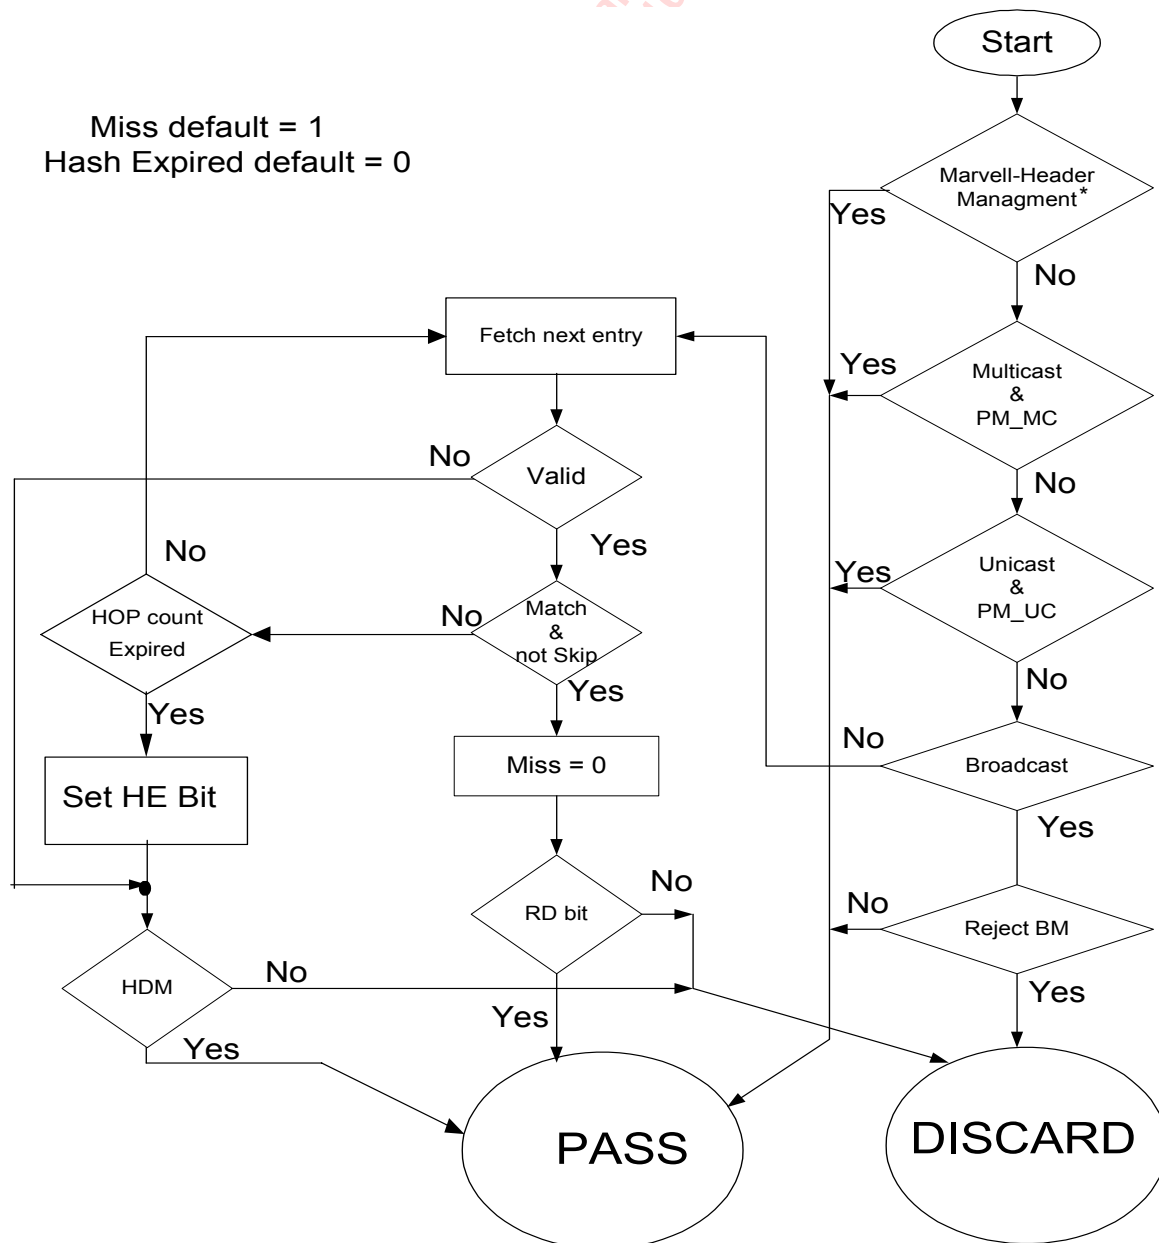 Start
Miss default = 1
Hash Expired default = 0
Marvell-Header
Managment*
Yes
No
Fetch next entry
Yes
Multicast
&
PM_MC
No
Valid
No
Yes
No
Yes
Unicast
&
PM_UC
HOP count
Expired
No
Match
&
not Skip
Yes
No
Yes
No
Broadcast
Miss = 0
Set HE Bit
Yes
RD bit
No
No
Reject BM
HDM
No
Yes
Yes
Yes
PASS
DISCARD